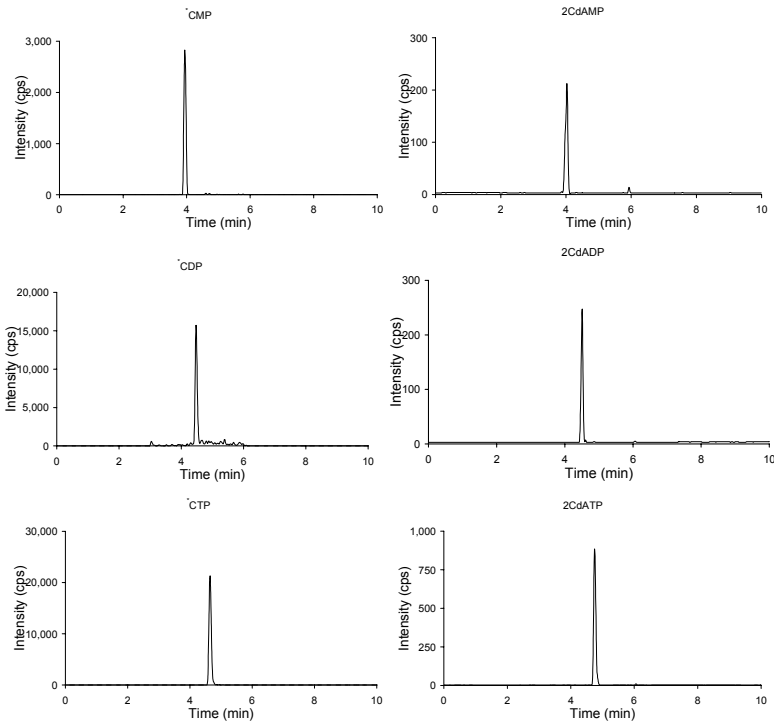 *CMP
3,000
2,000
1,000
0
Intensity (cps)
0 2 4 6 8 10
Time (min)
2CdAMP
300
200
100
0
Intensity (cps)
0 2 4 6 8 10
Time (min)
*CDP
20,000
15,000
10,000
5,000
0
Intensity (cps)
0 2 4 6 8 10
Time (min)
2CdADP
300
200
100
0
Intensity (cps)
0 2 4 6 8 10
Time (min)
*CTP
30,000
20,000
10,000
0
Intensity (cps)
0 2 4 6 8 10
Time (min)
2CdATP
1,000
750
500
250
0
Intensity (cps)
0 2 4 6 8 10
Time (min)